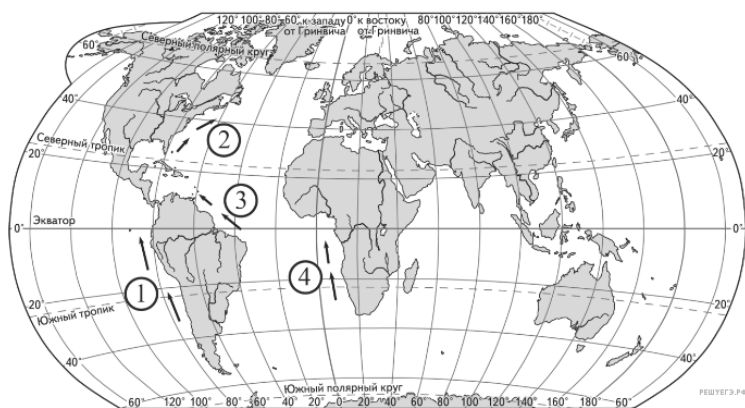 120° 100° 80° 60° к западу 0° к востоку 80° 100° 120° 140° 160° 180°
от Гринвича от Гринвича
Северный полярный круг
60° 60°
40° 40°
Северный тропик
20° 20°
2
3
Экватор
0° 0°
1
4
20° 20°
Южный тропик
40° 40°
Южный полярный круг
60° 120 100° 80° 60° 40° 20° 0° 20° 40° 60° 80° 100° 120° 140° 160° 180° 60°
РЕШУЕГЭ.РФ